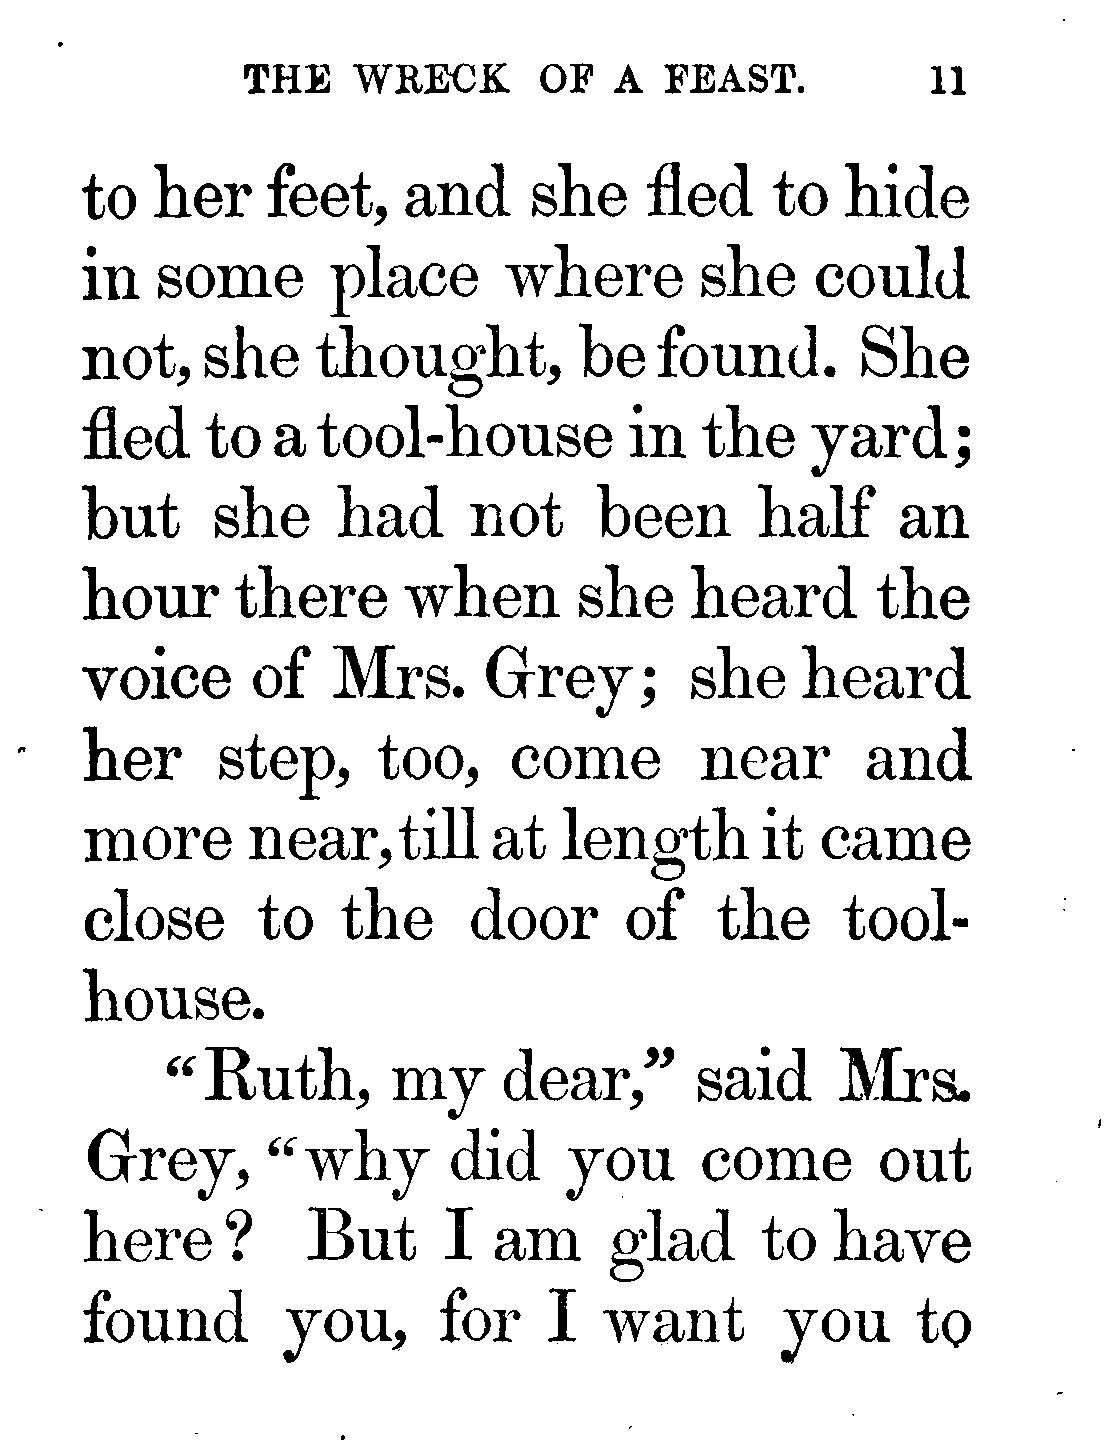 THE WRECK OF A FEAST. 11
to her feet, and she fled to hide
in some place where she could
not, she thought, be found. She
fled to a tool-house in the yard;
but she had not been half an
hour there when she heard the
voice of Mrs. Grey; she heard
her step, too, come near and
more near, till at length it came
close to the door of the tool-
house.
“Ruth, my dear,” said Mrs.
Grey, “why did you come out
here? But I am glad to have
found you, for I want you to